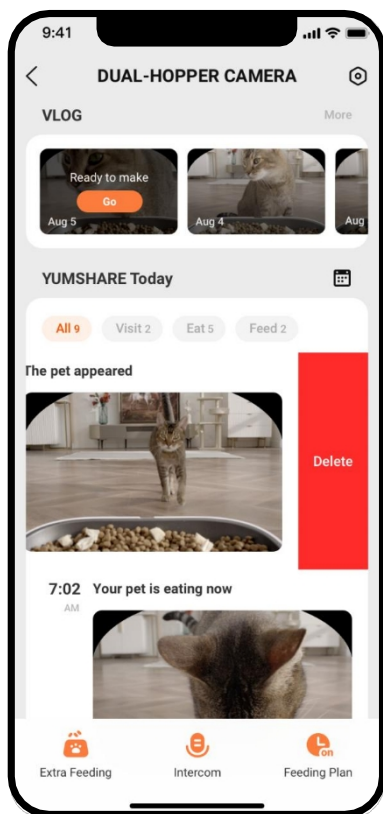 9:41
DUAL-HOPPER CAMERA
VLOG More
Ready to make
Go
Aug 5 Aug 4 Aug
YUMSHARE Today
All 9 Visit 2 Eat 5 Feed 2
The pet appeared
Delete
7:02 Your pet is eating now
AM
on
Extra Feeding Intercom Feeding Plan